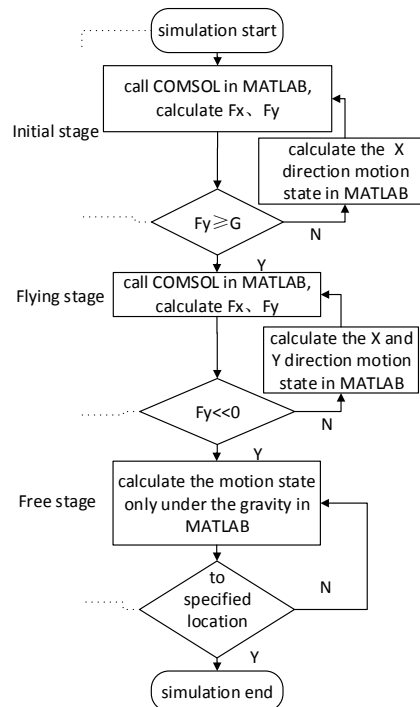 simulation start
call COMSOL in MATLAB,
calculate Fx、Fy
Initial stage
calculate the X
direction motion
state in MATLAB
Fy≥G
N
Y
call COMSOL in MATLAB,
calculate Fx、Fy
Flying stage
calculate the X and
Y direction motion
state in MATLAB
Fy<<0
N
Y
calculate the motion state
only under the gravity in
MATLAB
Free stage
to
specified
location
N
Y
simulation end